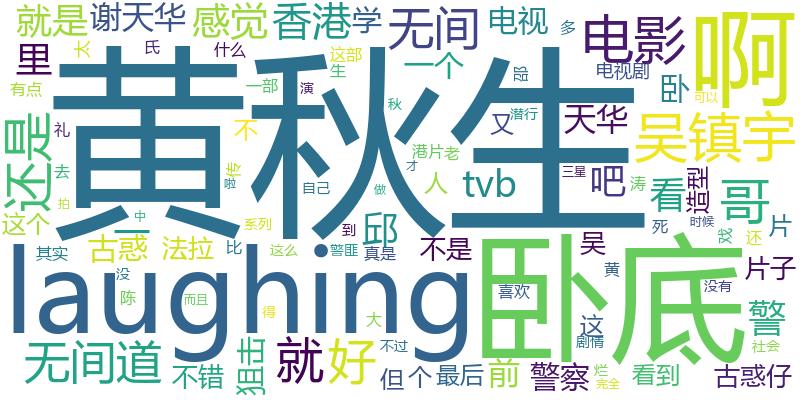 就是
谢天华
感觉
香港
学
无间
电视
多
电影
啊
太
氏
什么
里
这部
生
一个
电视剧
卧
有点
一部
演
不
又
潜行
可以
天华
吴镇宇
还是
礼
黄秋生
秋
传
港片
老
tvb
吧
看
造型
哥
去
啦
自己
做
才
人
三星
涛
这个
拍
中
系列
到
邱
死
时候
古惑
法拉
比
不是
吴
戏
还
片
其实
这么
警匪
真是
片子
laughing
卧底
没
黄
没有
陈
而且
得
大
喜欢
这
警
剧情
社会
无间道
不错
狙击
就
好
不过
但
个
最后
前
警察
烂
完全
看到
古惑仔